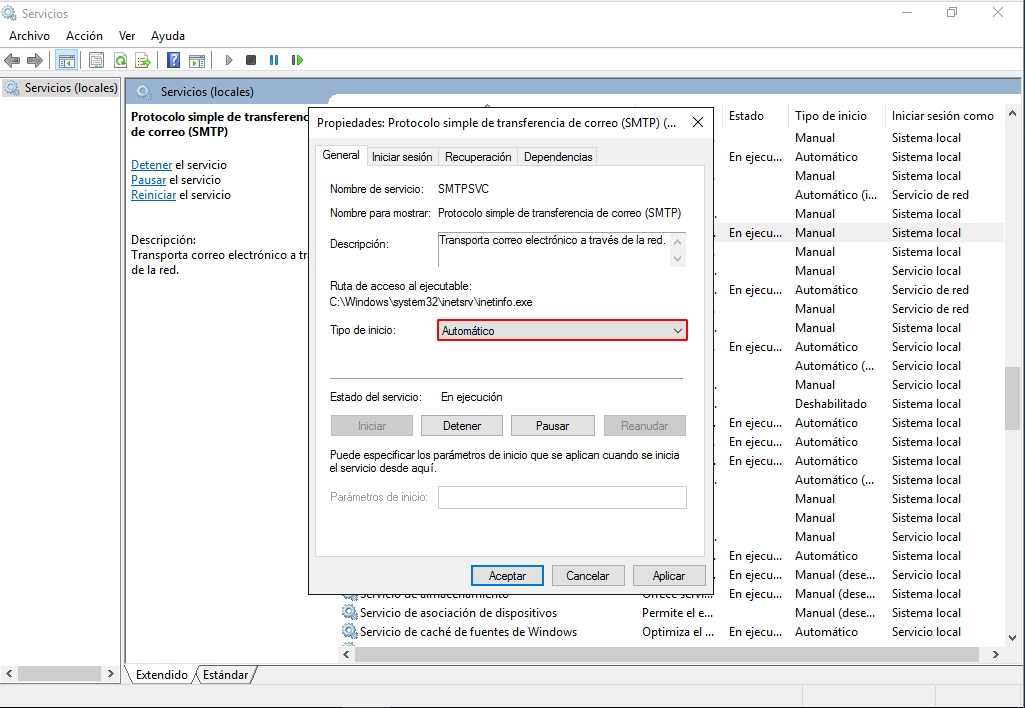 Servicios
Archivo Acción Ver Ayuda
Servicios (locales)
Servicios (locales)
Protocolo simple de transferenc
de correo (SMTP)
Detener el servicio
Pausar el servicio
Reiniciar el servicio
Descripción:
Transporta correo electrónico a tr
de la red.
Propiedades: Protocolo simple de transferencia de correo (SMTP) (...
General Iniciar sesión Recuperación Dependencias
Nombre de servicio: SMTPSVC
Nombre para mostrar: Protocolo simple de transferencia de correo (SMTP)
Descripción: Transporta correo electrónico a través de la red.
Ruta de acceso al ejecutable:
C:\Windows\system32\inetsrv\inetinfo.exe
Tipo de inicio: Automático
Estado del servicio: En ejecución
Iniciar Detener Pausar Reanudar
Puede especificar los parámetros de inicio que se aplican cuando se inicia
el servicio desde aquí.
Parámetros de inicio:
Aceptar Cancelar Aplicar
Estado Tipo de inicio Iniciar sesión como
Manual Sistema local
En ejecu... Automático Sistema local
Manual Sistema local
Automático (i... Servicio de red
Manual Sistema local
En ejecu... Manual Sistema local
Manual Sistema local
Manual Servicio local
En ejecu... Automático Servicio de red
Manual Servicio de red
Manual Sistema local
En ejecu... Automático Servicio local
Automático (... Servicio local
Manual Servicio local
Deshabilitado Servicio local
En ejecu... Automático Sistema local
En ejecu... Automático Sistema local
En ejecu... Automático Sistema local
Automático (... Sistema local
Manual Sistema local
Manual Sistema local
Manual Servicio local
En ejecu... Automático Sistema local
En ejecu... Manual (dese... Servicio local
Servicio de almacenamiento Ofrece servi... En ejecu... Manual (dese... Sistema local
Servicio de asociación de dispositivos Permite el e... Manual (dese... Sistema local
Servicio de caché de fuentes de Windows Optimiza el ... En ejecu... Automático Servicio local
Extendido Estándar